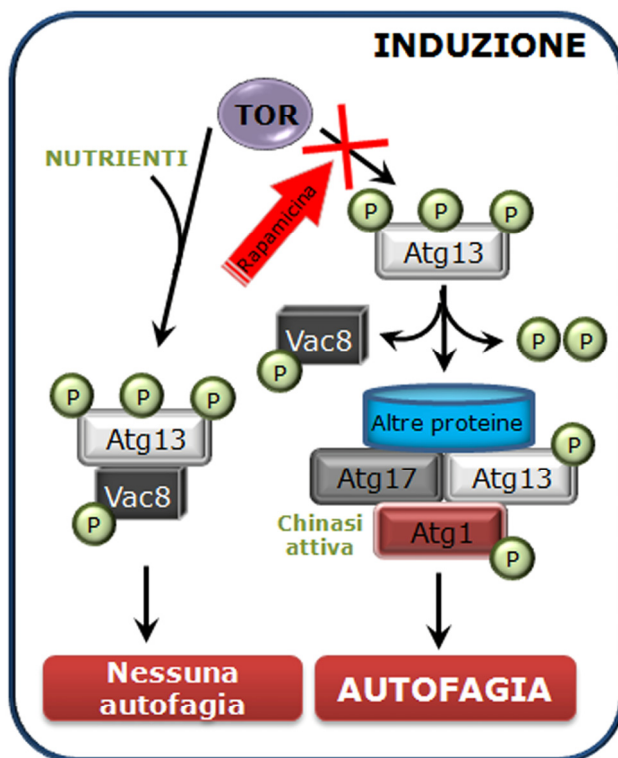 INDUZIONE
TOR
NUTRIENTI
Rapamicina
P P P
Atg13
Vac8
P
P P
P P P
Atg13
Vac8
P
Altre proteine
P
Atg17
Atg13
Chinasi
attiva
Atg1
P
Nessuna
autofagia
AUTOFAGIA